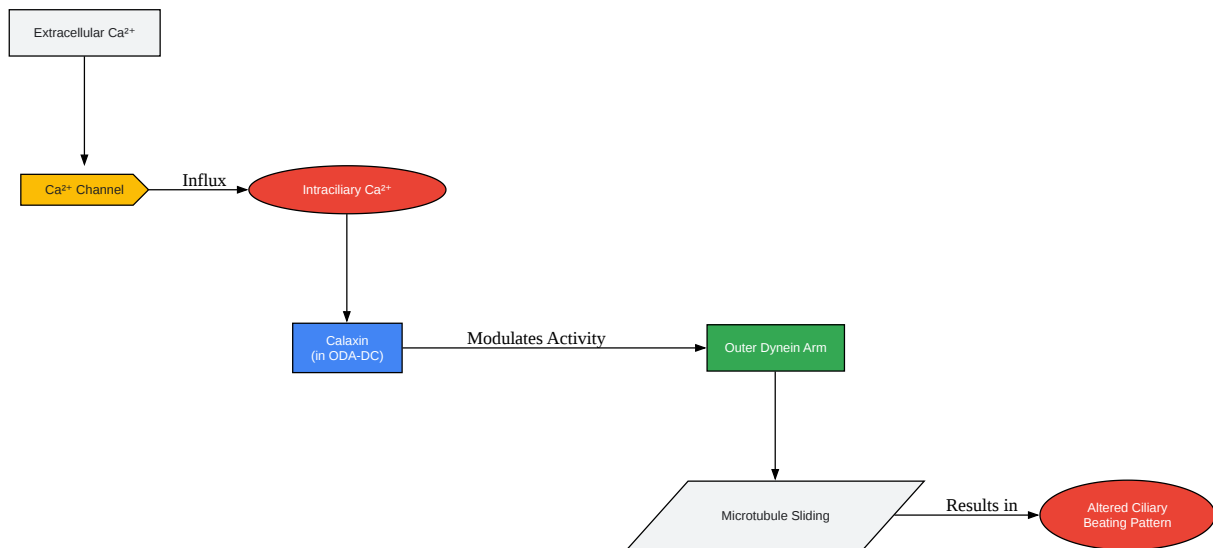 Extracellular Ca²⁺
Ca²⁺ Channel
Influx
Intraciliary Ca²⁺
Calaxin
(in ODA-DC)
Modulates Activity
Outer Dynein Arm
Microtubule Sliding
Results in
Altered Ciliary
Beating Pattern